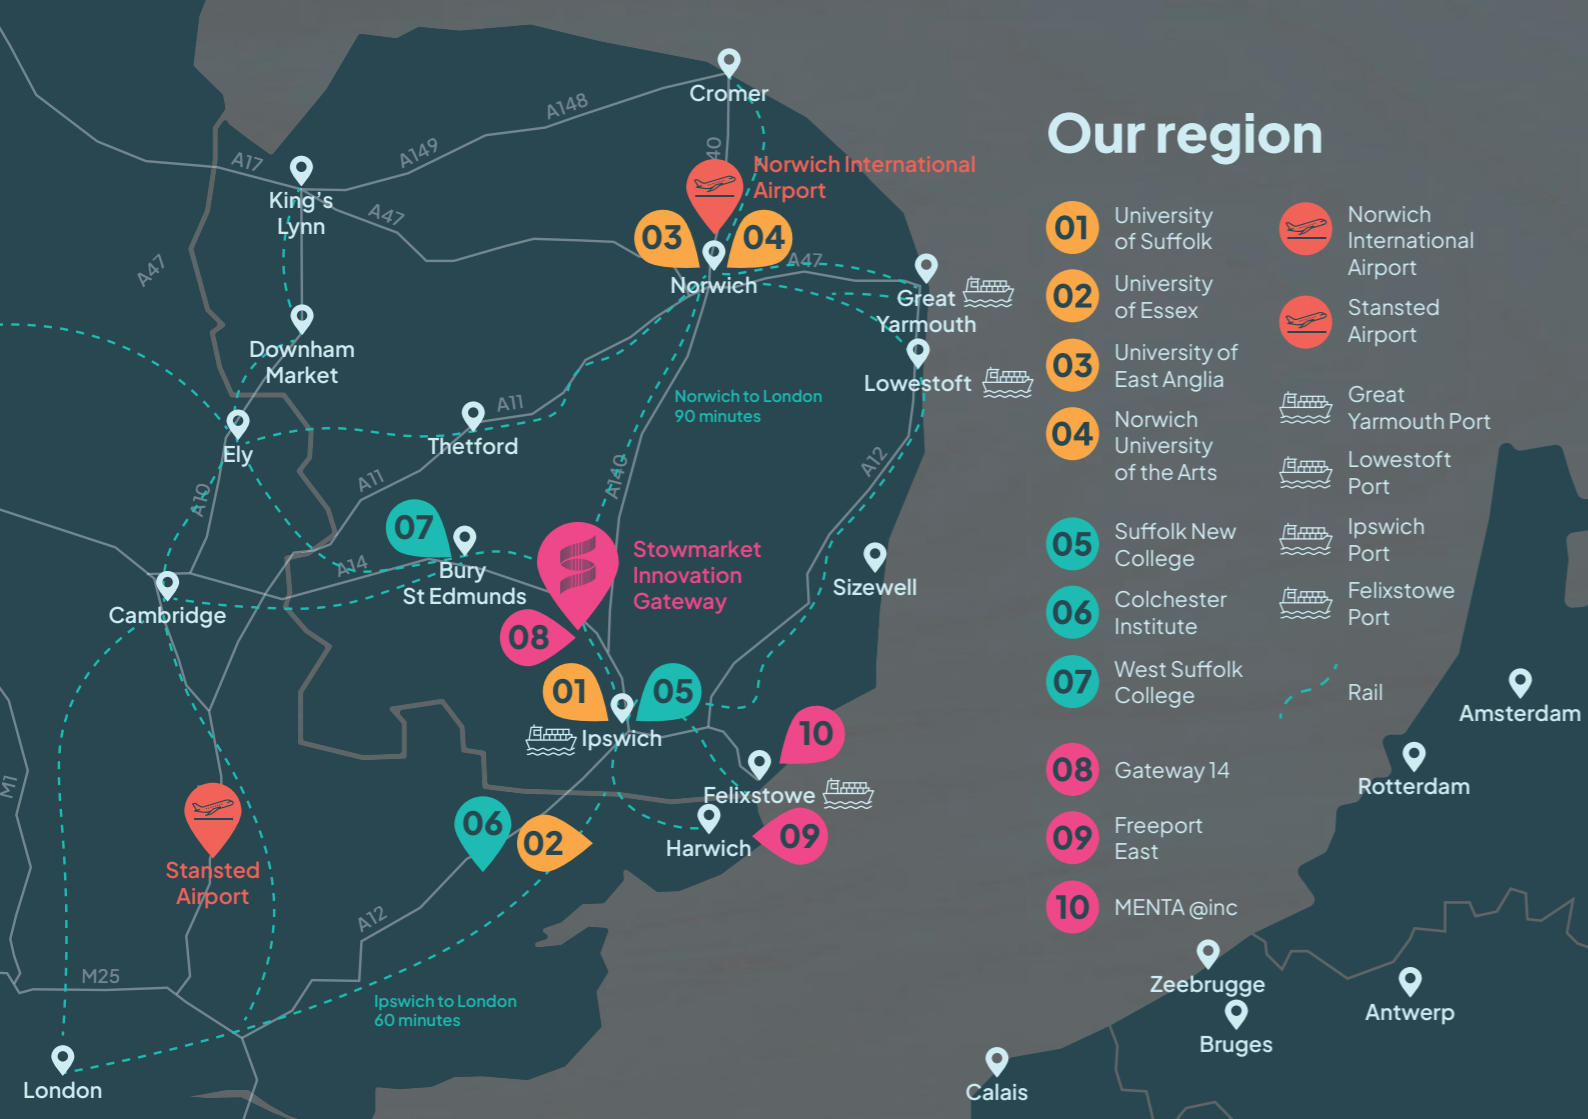 Cromer
A148
A149
A17
King's
Lynn
A47
A47
40
Norwich International
Airport
03
04
Norwich
A47
Great
Yarmouth
Lowestoft
Downham
Market
Norwich to London
90 minutes
A11
Thetford
Ely
A10
A11
A140
A12
07
Bury
St Edmunds
A14
Stowmarket
Innovation
Gateway
08
Sizewell
Cambridge
01
05
Ipswich
10
Felixstowe
M1
06
02
Harwich
09
Stansted
Airport
A12
M25
Ipswich to London
60 minutes
London
Our region
01
University
of Suffolk
02
University
of Essex
03
University of
East Anglia
04
Norwich
University
of the Arts
05
Suffolk New
College
06
Colchester
Institute
07
West Suffolk
College
08
Gateway 14
09
Freeport
East
10
MENTA @inc
Norwich
International
Airport
Stansted
Airport
Great
Yarmouth Port
Lowestoft
Port
Ipswich
Port
Felixstowe
Port
Rail
Amsterdam
Rotterdam
Zeebrugge
Antwerp
Bruges
Calais